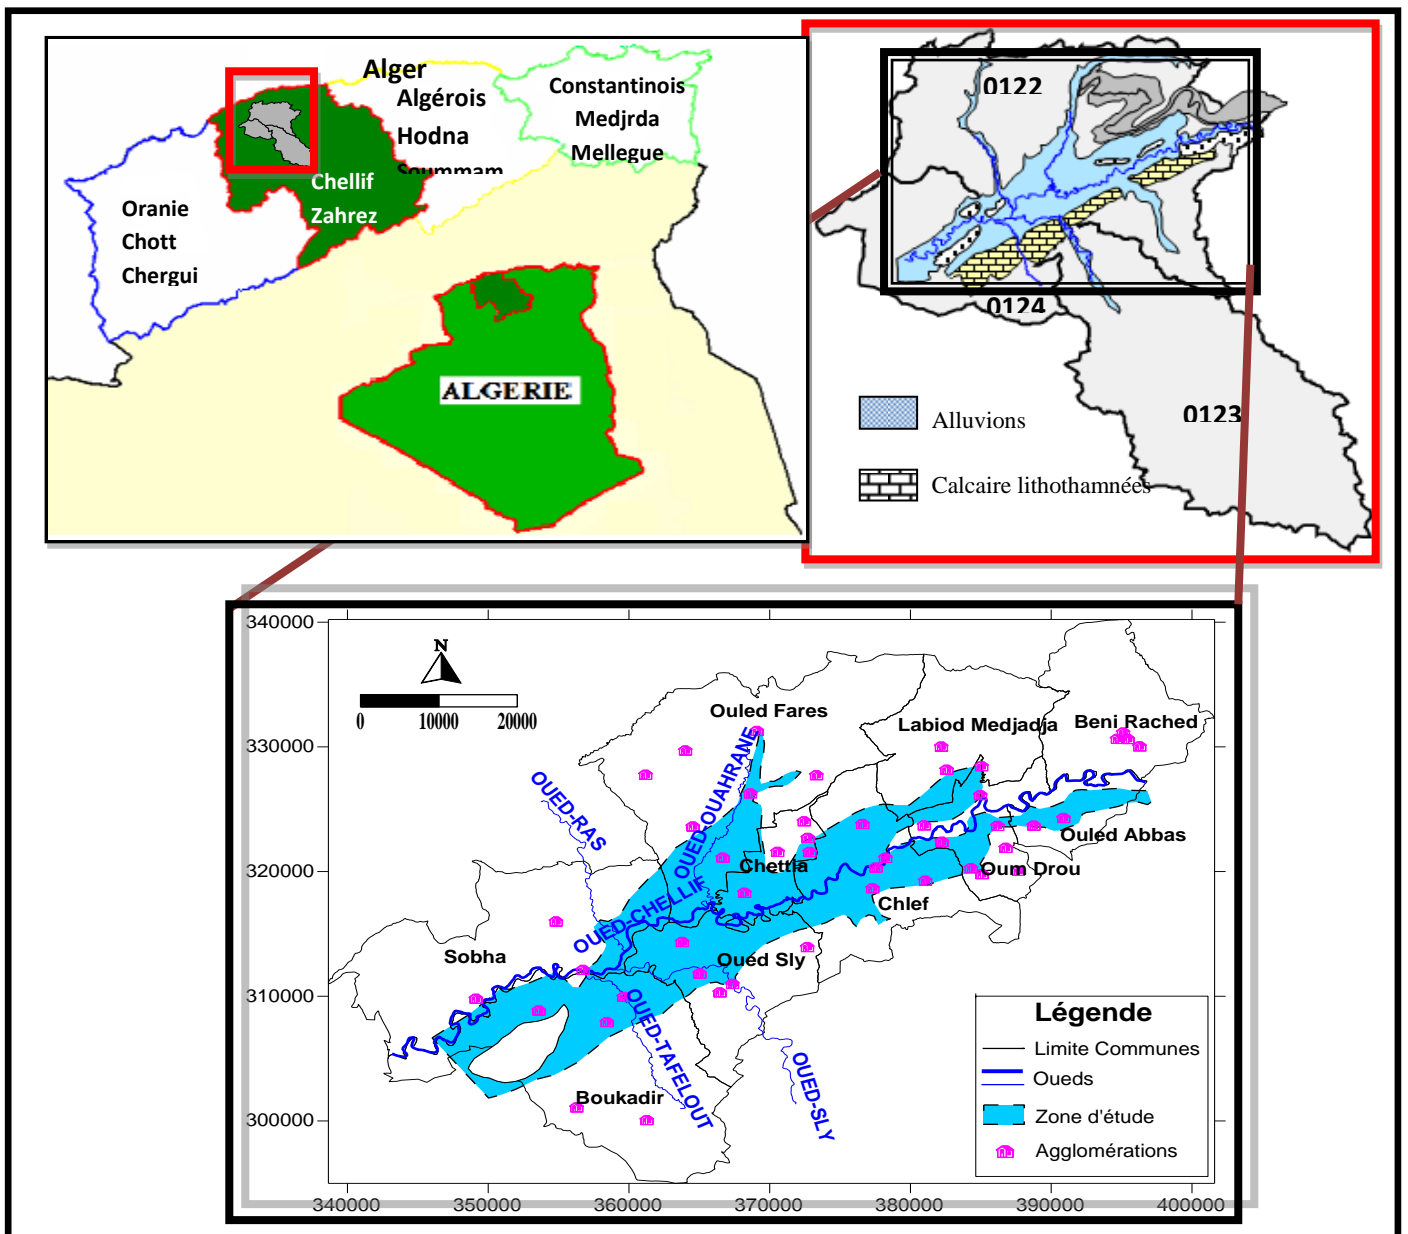 Alger
Algérois
Hodna
Soummam
Constantinois
Medjrda
Mellegue
Chellif
Zahrez
Oranie
Chott
Chergui
ALGERIE
0122
0124
0123
Alluvions
Calcaire lithothamnées
340000
330000
320000
310000
300000
N
0 10000 20000
Ouled Fares
Labiod Medjadja
Beni Rached
OUED-RAS
OUED-OUAHRANE
Ouled Abbas
Chettia
Oum Drou
OUED-CHELLIF
Chlef
Sobha
Oued Sly
OUED-TAFELOUT
OUED-SLY
Boukadir
Légende
Limite Communes
Oueds
Zone d'étude
Agglomérations
340000 350000 360000 370000 380000 390000 400000